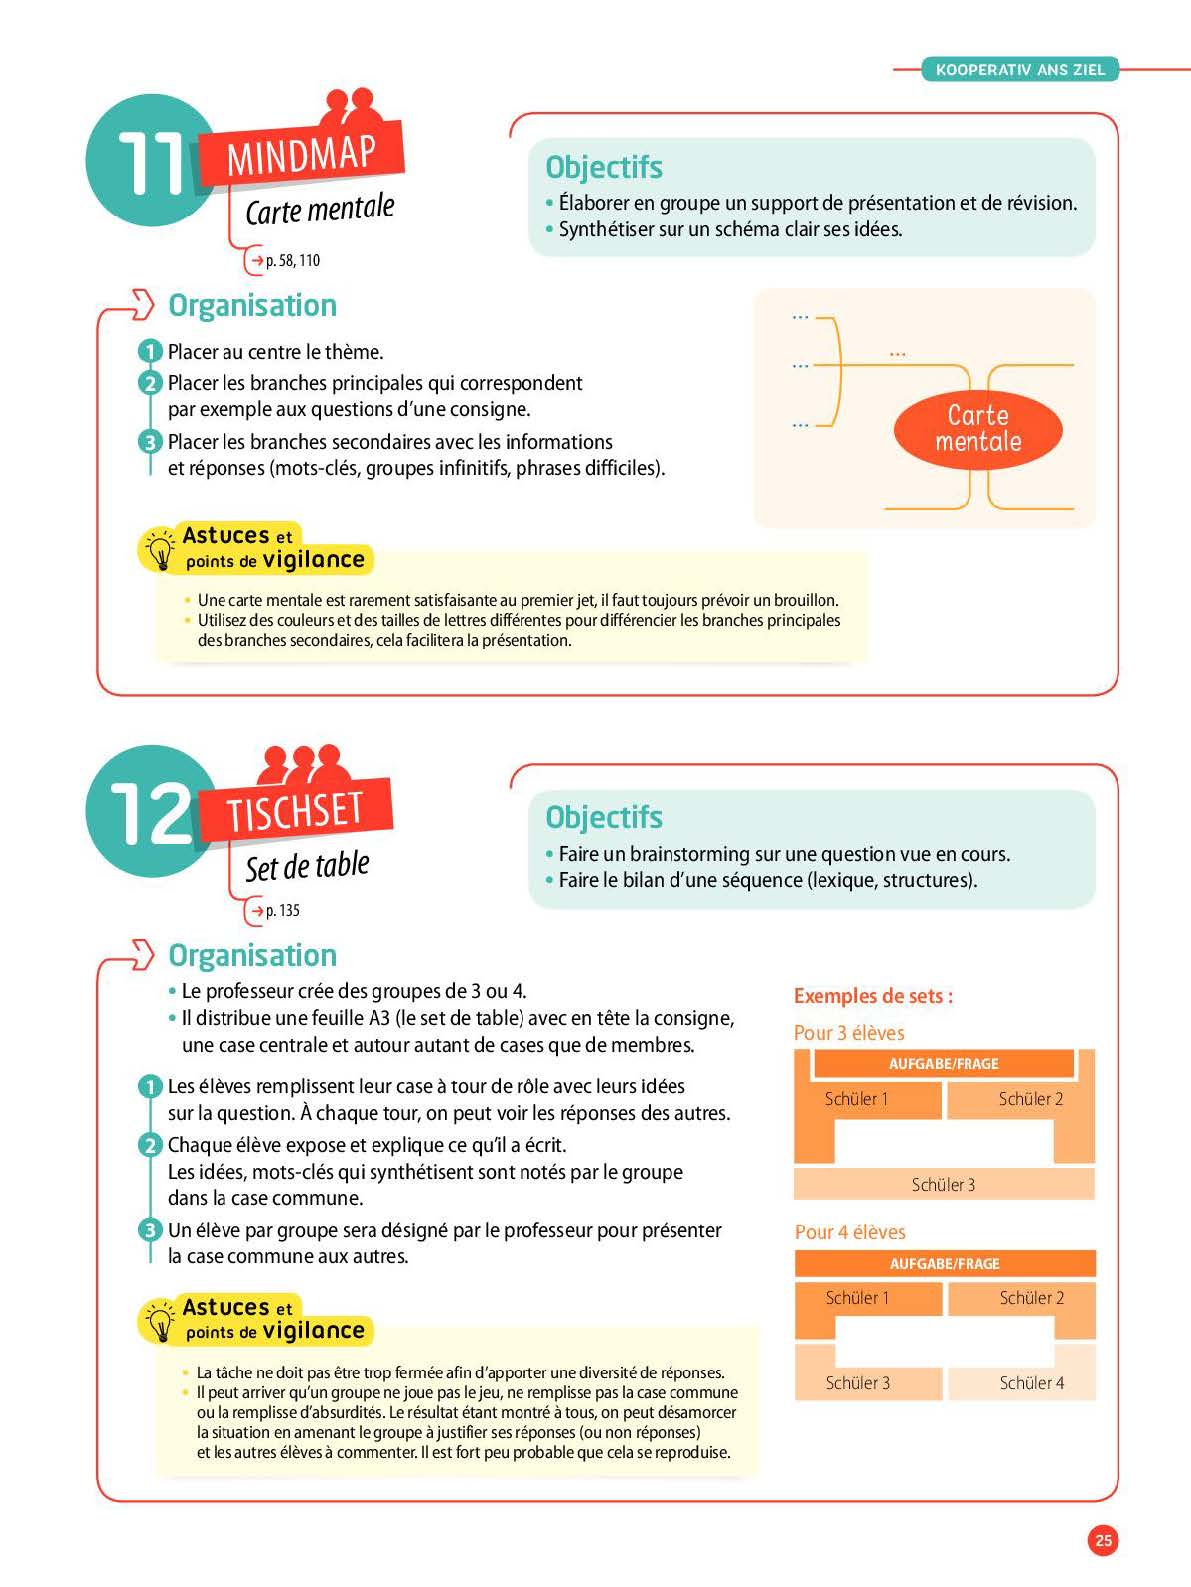 KOOPERATIV ANS ZIEL
11
MINDMAP
Carte mentale
p. 58, 110
Objectifs
• Élaborer en groupe un support de présentation et de révision.
• Synthétiser sur un schéma clair ses idées.
Organisation
1 Placer au centre le thème.
2 Placer les branches principales qui correspondent
par exemple aux questions d'une consigne.
3 Placer les branches secondaires avec les informations
et réponses (mots-clés, groupes infinitifs, phrases difficiles).
...
...
...
...
Carte
mentale
Astuces et
points de vigilance
• Une carte mentale est rarement satisfaisante au premier jet, il faut toujours prévoir un brouillon.
• Utilisez des couleurs et des tailles de lettres différentes pour différencier les branches principales
des branches secondaires, cela facilitera la présentation.
12
TISCHSET
Set de table
p. 135
Objectifs
• Faire un brainstorming sur une question vue en cours.
• Faire le bilan d'une séquence (lexique, structures).
Organisation
• Le professeur crée des groupes de 3 ou 4.
• Il distribue une feuille A3 (le set de table) avec en tête la consigne,
une case centrale et autour autant de cases que de membres.
1 Les élèves remplissent leur case à tour de rôle avec leurs idées
sur la question. À chaque tour, on peut voir les réponses des autres.
2 Chaque élève expose et explique ce qu'il a écrit.
Les idées, mots-clés qui synthétisent sont notés par le groupe
dans la case commune.
3 Un élève par groupe sera désigné par le professeur pour présenter
la case commune aux autres.
Exemples de sets :
Pour 3 élèves
AUFGABE/FRAGE
Schüler 1
Schüler 2
Schüler 3
Pour 4 élèves
AUFGABE/FRAGE
Schüler 1
Schüler 2
Schüler 3
Schüler 4
Astuces et
points de vigilance
• La tâche ne doit pas être trop fermée afin d'apporter une diversité de réponses.
• Il peut arriver qu'un groupe ne joue pas le jeu, ne remplisse pas la case commune
ou la remplisse d'absurdités. Le résultat étant montré à tous, on peut désamorcer
la situation en amenant le groupe à justifier ses réponses (ou non réponses)
et les autres élèves à commenter. Il est fort peu probable que cela se reproduise.
25